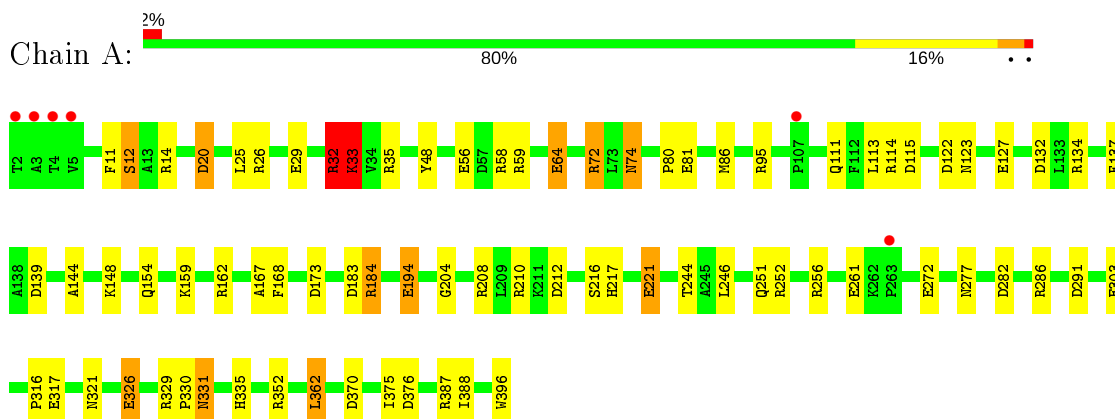 2%
Chain A:
80% 16% . .
T2 A3 T4 V5 F11 S12 A13 R14 D20 L25 R26 E29 R32 K33 V34 R35 Y48 E56 D57 R58 R59 E64 R72 L73 N74 P80 E81 M86 R95 P107 Q111 F112 L113 R114 D115 D122 N123 E127 D132 L133 R134
A138 D139 A144 K148 Q154 K159 R162 A167 F168 D173 D183 R184 E194 G204 R208 L209 R210 K211 D212 S216 H217 E221 T244 A245 L246 Q251 R252 R256 E261 K262 P263 E272 N277 D282 R286 D291
P316 E317 N321 E326 R329 P330 N331 H335 R352 L362 D370 I375 D376 R387 I388 W396